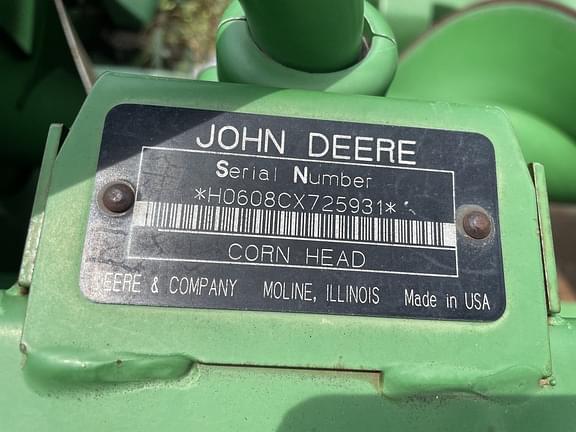 JOHN DEERE
Serial Number
*H0608CX725931*
CORN HEAD
DEERE & COMPANY MOLINE, ILLINOIS Made in USA